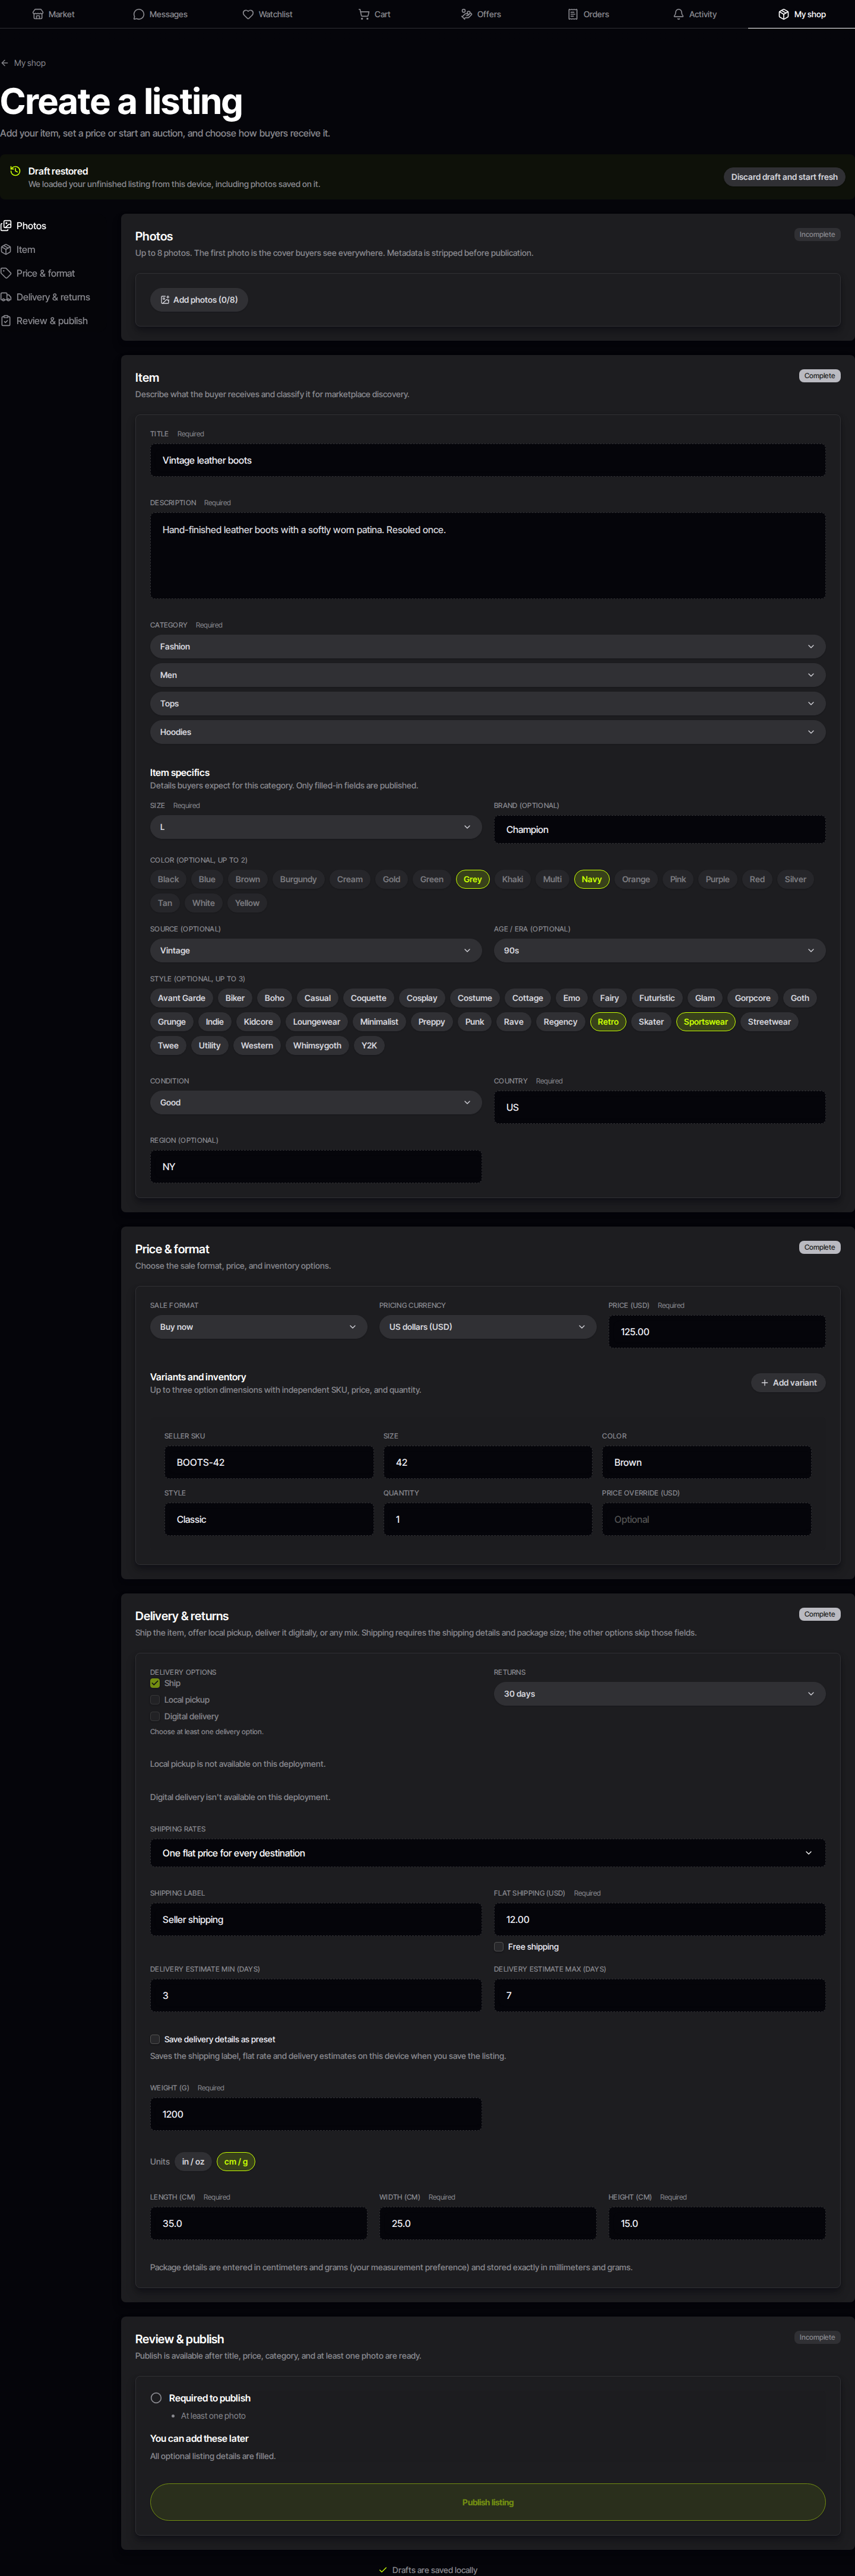 Market
Messages
Watchlist
Cart
Offers
Orders
Activity
My shop
My shop
Create a listing
Add your item, set a price or start an auction, and choose how buyers receive it.
Draft restored
We loaded your unfinished listing from this device, including photos saved on it.
Discard draft and start fresh
Photos
Item
Price & format
Delivery & returns
Review & publish
Photos
Incomplete
Up to 8 photos. The first photo is the cover buyers see everywhere. Metadata is stripped before publication.
Add photos (0/8)
Item
Complete
Describe what the buyer receives and classify it for marketplace discovery.
TITLE Required
Vintage leather boots
DESCRIPTION Required
Hand-finished leather boots with a softly worn patina. Resoled once.
CATEGORY Required
Fashion
Men
Tops
Hoodies
Item specifics
Details buyers expect for this category. Only filled-in fields are published.
SIZE Required
L
BRAND (OPTIONAL)
Champion
COLOR (OPTIONAL, UP TO 2)
Black Blue Brown Burgundy Cream Gold Green Grey Khaki Multi Navy Orange Pink Purple Red Silver
Tan White Yellow
SOURCE (OPTIONAL)
Vintage
AGE / ERA (OPTIONAL)
90s
STYLE (OPTIONAL, UP TO 3)
Avant Garde Biker Boho Casual Coquette Cosplay Costume Cottage Emo Fairy Futuristic Glam Gorpcore Goth
Grunge Indie Kidcore Loungewear Minimalist Preppy Punk Rave Regency Retro Skater Sportswear Streetwear
Twee Utility Western Whimsygoth Y2K
CONDITION
Good
COUNTRY Required
US
REGION (OPTIONAL)
NY
Price & format
Complete
Choose the sale format, price, and inventory options.
SALE FORMAT
Buy now
PRICING CURRENCY
US dollars (USD)
PRICE (USD) Required
125.00
Variants and inventory
Up to three option dimensions with independent SKU, price, and quantity.
Add variant
SELLER SKU
BOOTS-42
SIZE
42
COLOR
Brown
STYLE
Classic
QUANTITY
1
PRICE OVERRIDE (USD)
Optional
Delivery & returns
Complete
Ship the item, offer local pickup, deliver it digitally, or any mix. Shipping requires the shipping details and package size; the other options skip those fields.
DELIVERY OPTIONS
Ship
Local pickup
Digital delivery
Choose at least one delivery option.
RETURNS
30 days
Local pickup is not available on this deployment.
Digital delivery isn't available on this deployment.
SHIPPING RATES
One flat price for every destination
SHIPPING LABEL
Seller shipping
FLAT SHIPPING (USD) Required
12.00
Free shipping
DELIVERY ESTIMATE MIN (DAYS)
3
DELIVERY ESTIMATE MAX (DAYS)
7
Save delivery details as preset
Saves the shipping label, flat rate and delivery estimates on this device when you save the listing.
WEIGHT (G) Required
1200
Units in / oz cm / g
LENGTH (CM) Required
35.0
WIDTH (CM) Required
25.0
HEIGHT (CM) Required
15.0
Package details are entered in centimeters and grams (your measurement preference) and stored exactly in millimeters and grams.
Review & publish
Incomplete
Publish is available after title, price, category, and at least one photo are ready.
Required to publish
• At least one photo
You can add these later
All optional listing details are filled.
Publish listing
Drafts are saved locally